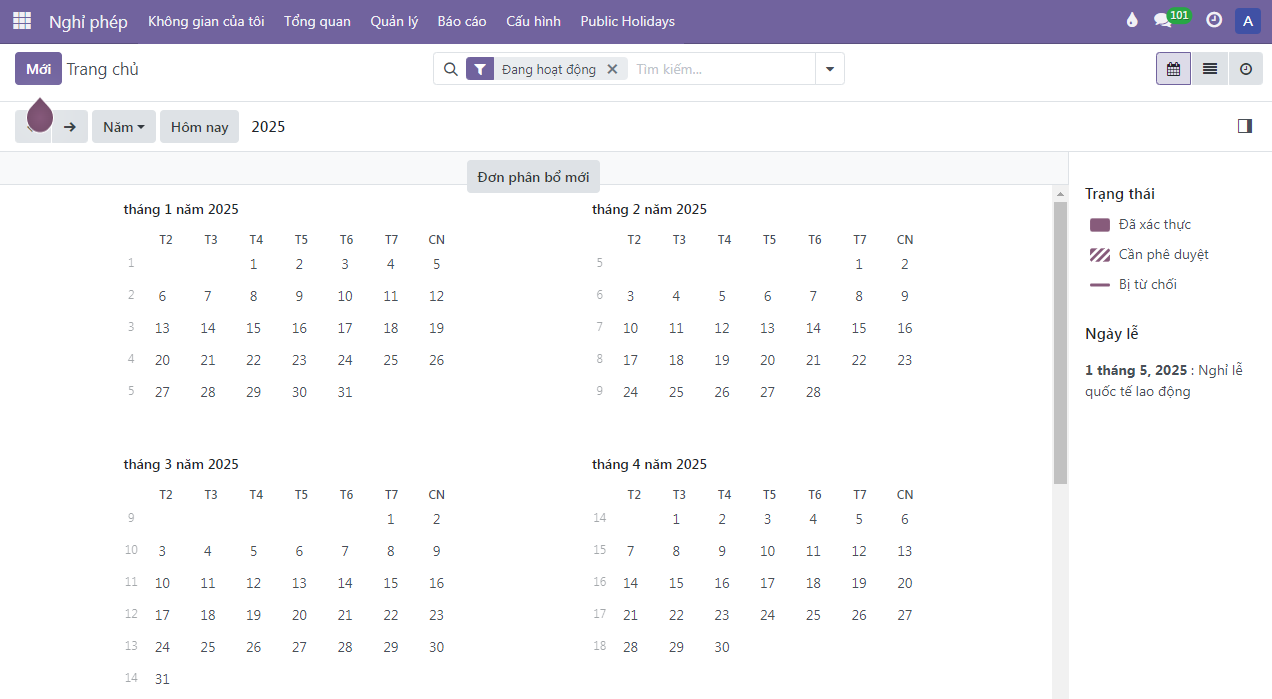 Nghỉ phép Không gian của tôi Tổng quan Quản lý Báo cáo Cấu hình Public Holidays 101 A
Mới Trang chủ Đang hoạt động Tìm kiếm...
Năm Hôm nay 2025
Đơn phân bổ mới
tháng 1 năm 2025
T2 T3 T4 T5 T6 T7 CN
1 1 2 3 4 5
2 6 7 8 9 10 11 12
3 13 14 15 16 17 18 19
4 20 21 22 23 24 25 26
5 27 28 29 30 31
tháng 2 năm 2025
T2 T3 T4 T5 T6 T7 CN
5 1 2
6 3 4 5 6 7 8 9
7 10 11 12 13 14 15 16
8 17 18 19 20 21 22 23
9 24 25 26 27 28
tháng 3 năm 2025
T2 T3 T4 T5 T6 T7 CN
9 1 2
10 3 4 5 6 7 8 9
11 10 11 12 13 14 15 16
12 17 18 19 20 21 22 23
13 24 25 26 27 28 29 30
14 31
tháng 4 năm 2025
T2 T3 T4 T5 T6 T7 CN
14 1 2 3 4 5 6
15 7 8 9 10 11 12 13
16 14 15 16 17 18 19 20
17 21 22 23 24 25 26 27
18 28 29 30
Trạng thái
Đã xác thực
Cần phê duyệt
Bị từ chối
Ngày lễ
1 tháng 5, 2025 : Nghỉ lễ
quốc tế lao động